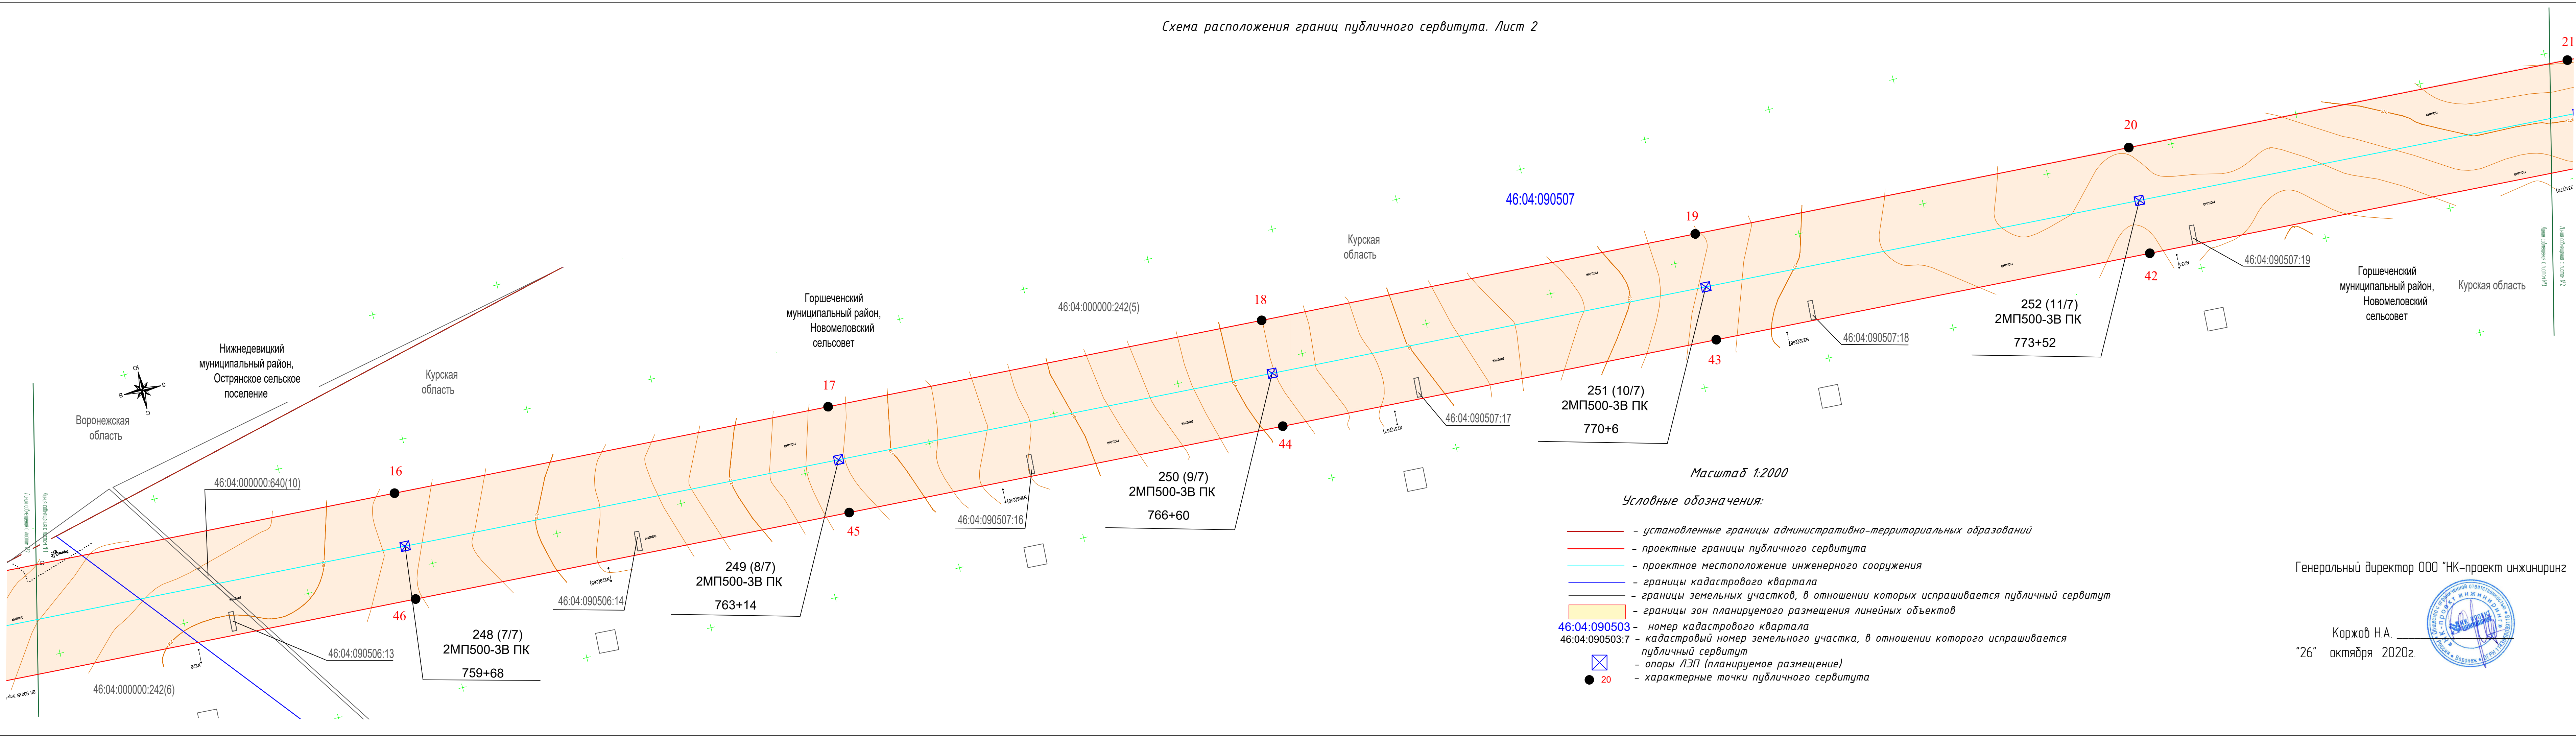 Схема расположения границ публичного сервитута. Лист 2
21
20
46:04:090507
19
Курская
область
Горшеченский
муниципальный район,
Новомеловский
сельсовет
46:04:000000:242(5)
18
42
46:04:090507:19
Горшеченский
муниципальный район,
Новомеловский
сельсовет
Курская область
252 (11/7)
2МП500-3В ПК
773+52
46:04:090507:18
43
Нижнедевицкий
муниципальный район,
Острянское сельское
поселение
Ю
З
В
С
Курская
область
Воронежская
область
17
251 (10/7)
2МП500-3В ПК
770+6
46:04:090507:17
44
16
46:04:000000:640(10)
250 (9/7)
2МП500-3В ПК
766+60
46:04:090507:16
45
249 (8/7)
2МП500-3В ПК
763+14
46:04:090506:14
46
248 (7/7)
2МП500-3В ПК
759+68
46:04:090506:13
46:04:000000:242(6)
Масштаб 1:2000
Условные обозначения:
– установленные границы административно-территориальных образований
– проектные границы публичного сервитута
– проектное местоположение инженерного сооружения
– границы кадастрового квартала
– границы земельных участков, в отношении которых испрашивается публичный сервитут
– границы зон планируемого размещения линейных объектов
46:04:090503 – номер кадастрового квартала
46:04:090503:7 – кадастровый номер земельного участка, в отношении которого испрашивается
публичный сервитут
– опоры ЛЭП (планируемое размещение)
20 – характерные точки публичного сервитута
Генеральный директор ООО "НК-проект инжиниринг
Коржов Н.А.
"26" октября 2020г.